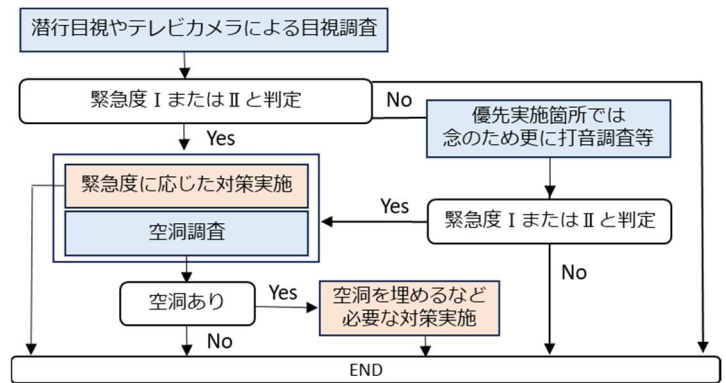 潜行目視やテレビカメラによる目視調査
緊急度ⅠまたはⅡと判定
No
優先実施箇所では
念のため更に打音調査等
Yes
緊急度に応じた対策実施
空洞調査
Yes
緊急度ⅠまたはⅡと判定
No
空洞あり
Yes
空洞を埋めるなど
必要な対策実施
No
END